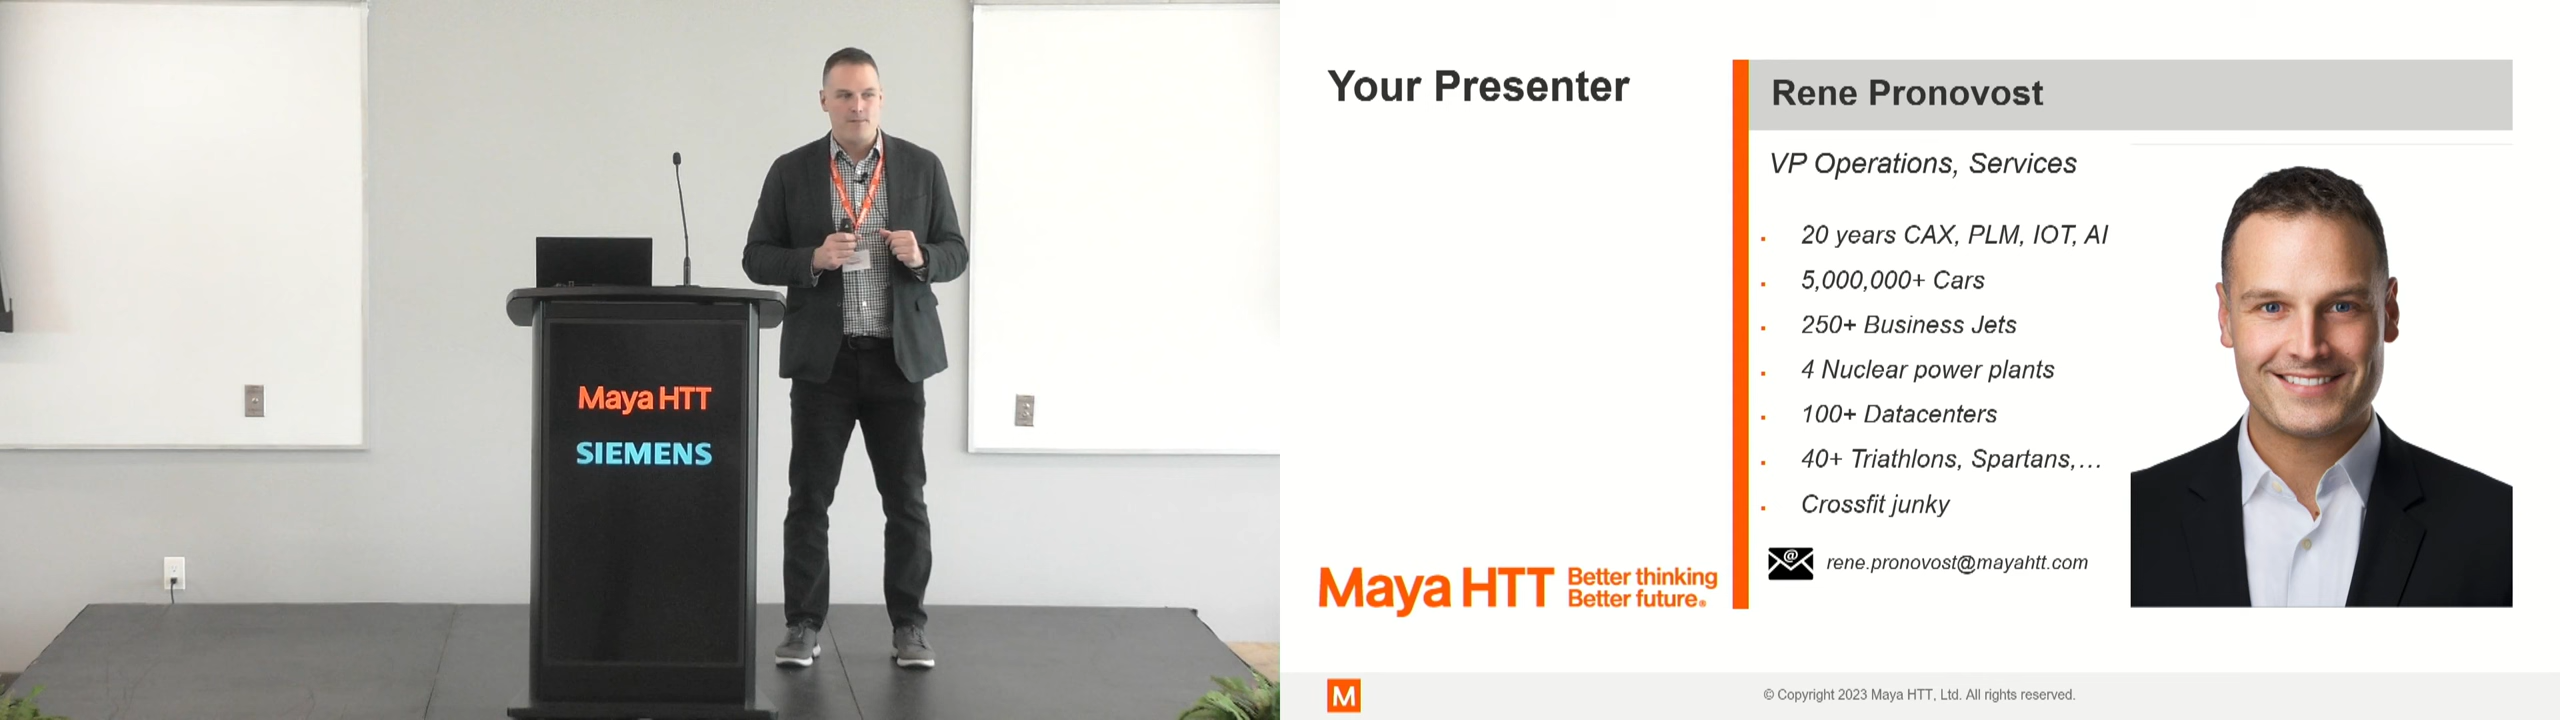 Maya HTT
SIEMENS
Your Presenter
Rene Pronovost
VP Operations, Services
20 years CAX, PLM, IOT, AI
5,000,000+ Cars
250+ Business Jets
4 Nuclear power plants
100+ Datacenters
40+ Triathlons, Spartans,…
Crossfit junky
@ rene.pronovost@mayahtt.com
Maya HTT
Better thinking
Better future®
M
© Copyright 2023 Maya HTT, Ltd. All rights reserved.